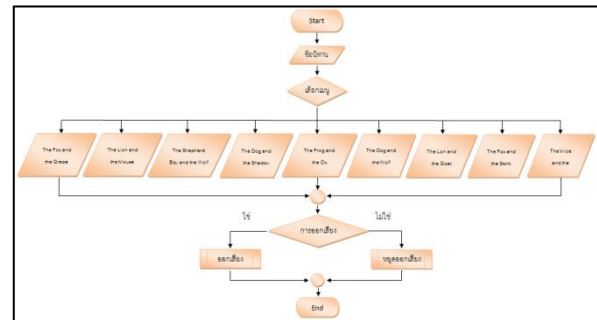 Start
ชื่อนิทาน
เลือกเมนู
The Fox and
the Graps
The Lion and
the Mouse
The Shepherd
Boy and the Wolf
The Dog and
the Shadow
The Frog and
the Ox
The Dog and
the Wolf
The Lon and
the Goat
The Fox and
the Stork
The Mice
and the
ใช่
การออกเสียง
ไม่ใช่
ออกเสียง
หยุดออกเสียง
End